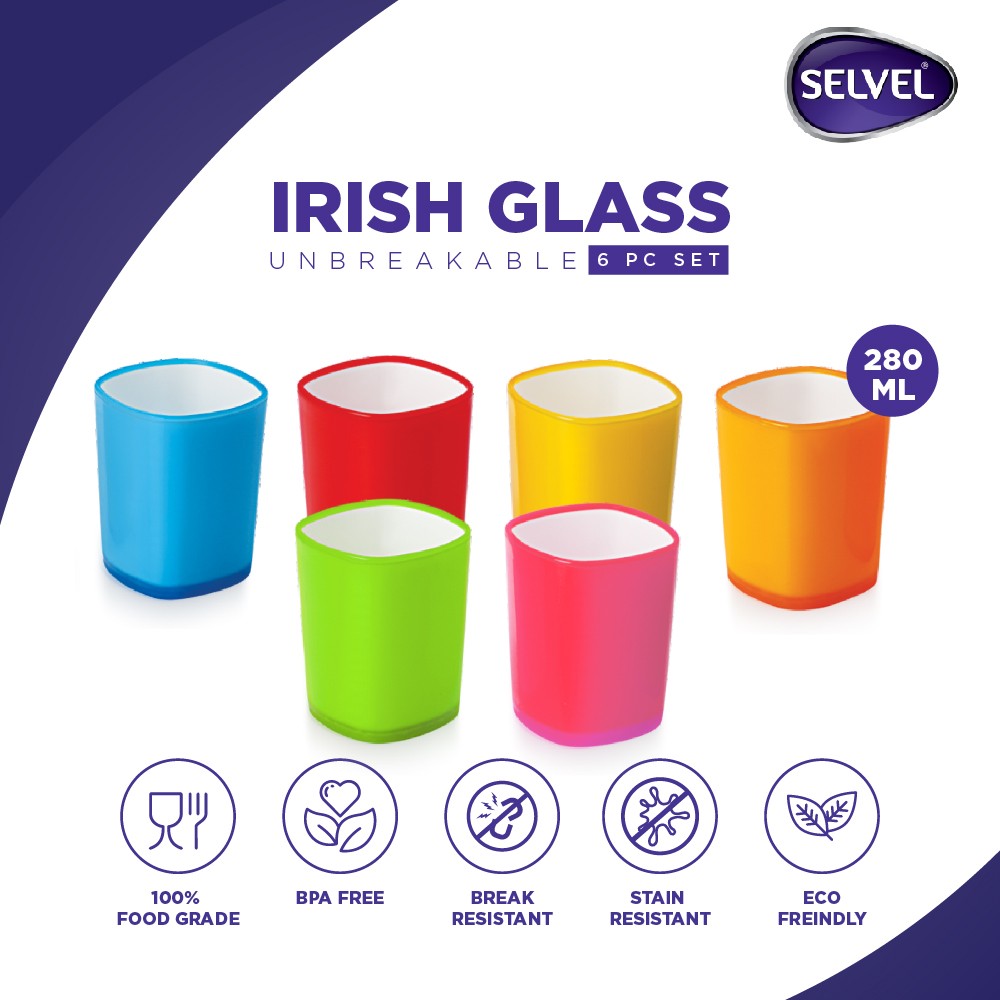 SELVEL®
IRISH GLASS
UNBREAKABLE 6 PC SET
280
ML
100%
FOOD GRADE
BPA FREE
BREAK
RESISTANT
STAIN
RESISTANT
ECO
FREINDLY